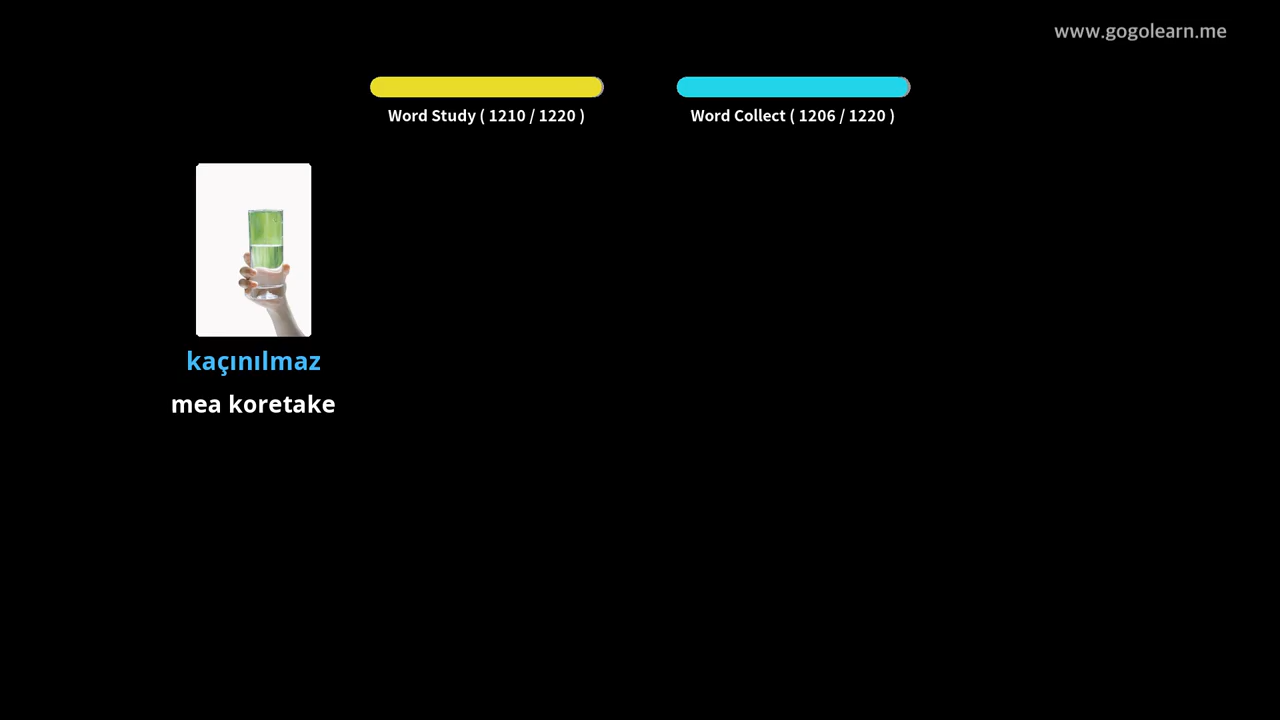 www.gogolearn.me
Word Study ( 1210 / 1220 )
Word Collect ( 1206 / 1220 )
kaçınılmaz
mea koretake